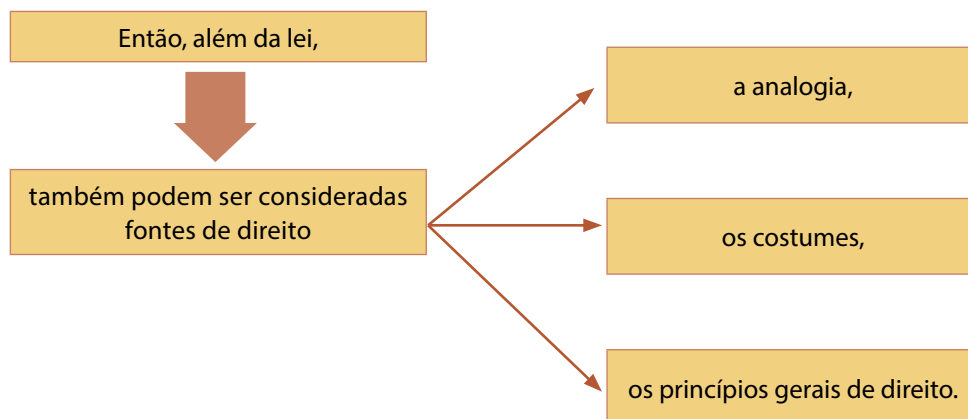 Então, além da lei,
também podem ser consideradas
fontes de direito
a analogia,
os costumes,
os princípios gerais de direito.